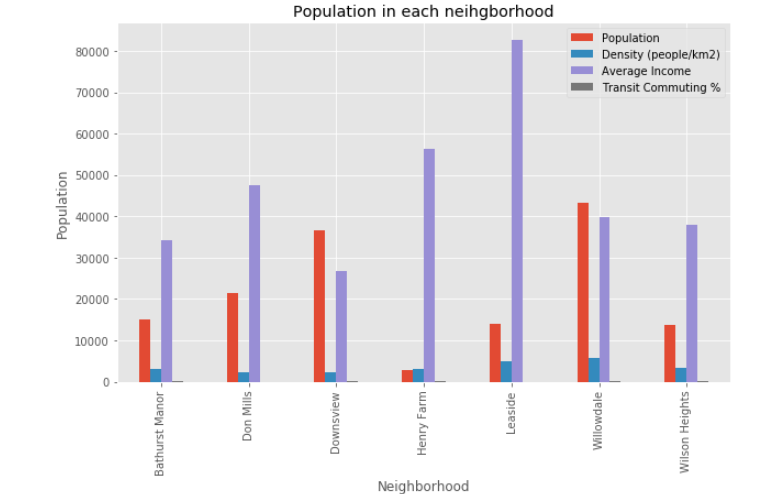 Population in each neihgborhood
Population
Density (people/km2)
Average Income
Transit Commuting %
80000
70000
60000
50000
40000
30000
20000
10000
0
Population
Bathurst Manor
Don Mills
Downsview
Henry Farm
Leaside
Willowdale
Wilson Heights
Neighborhood